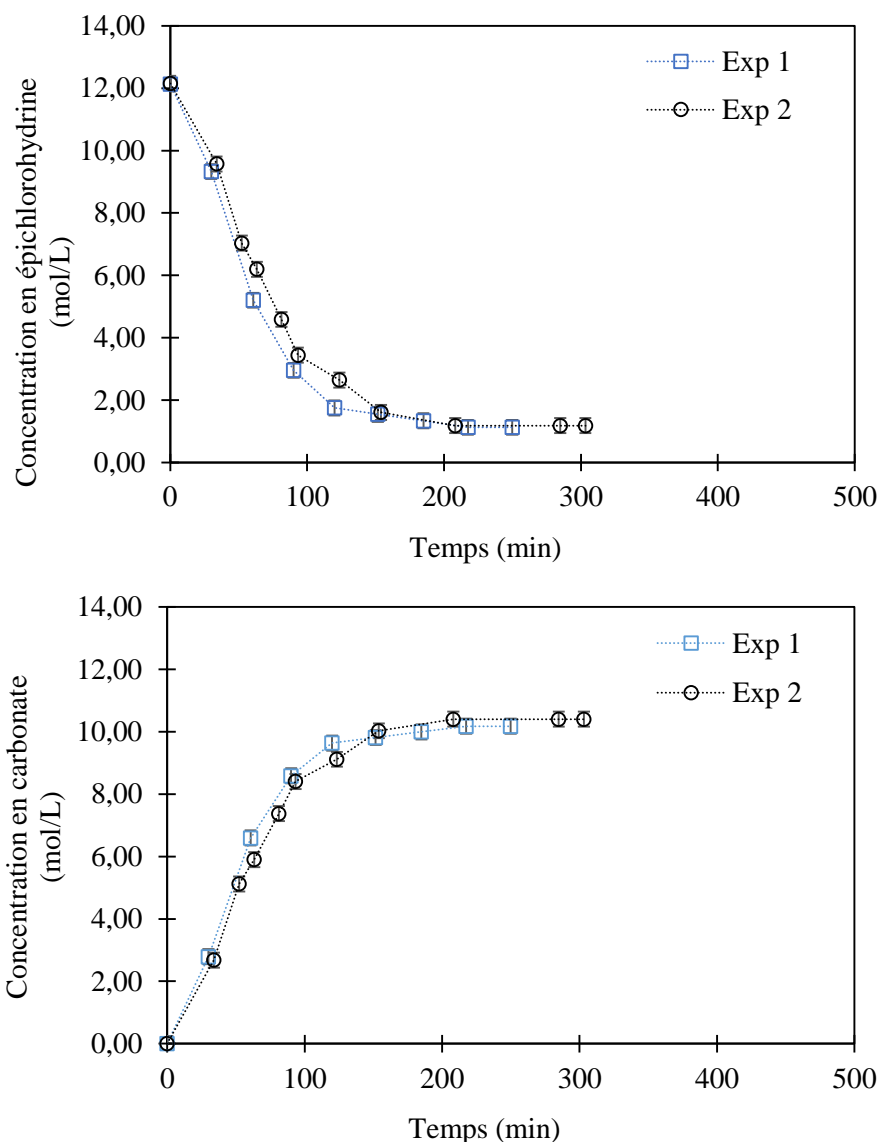 14,00
12,00
10,00
8,00
6,00
4,00
2,00
0,00
Concentration en épichlorohydrine
(mol/L)
Exp 1
Exp 2
0 100 200 300 400 500
Temps (min)
14,00
12,00
10,00
8,00
6,00
4,00
2,00
0,00
Concentration en carbonate
(mol/L)
Exp 1
Exp 2
0 100 200 300 400 500
Temps (min)